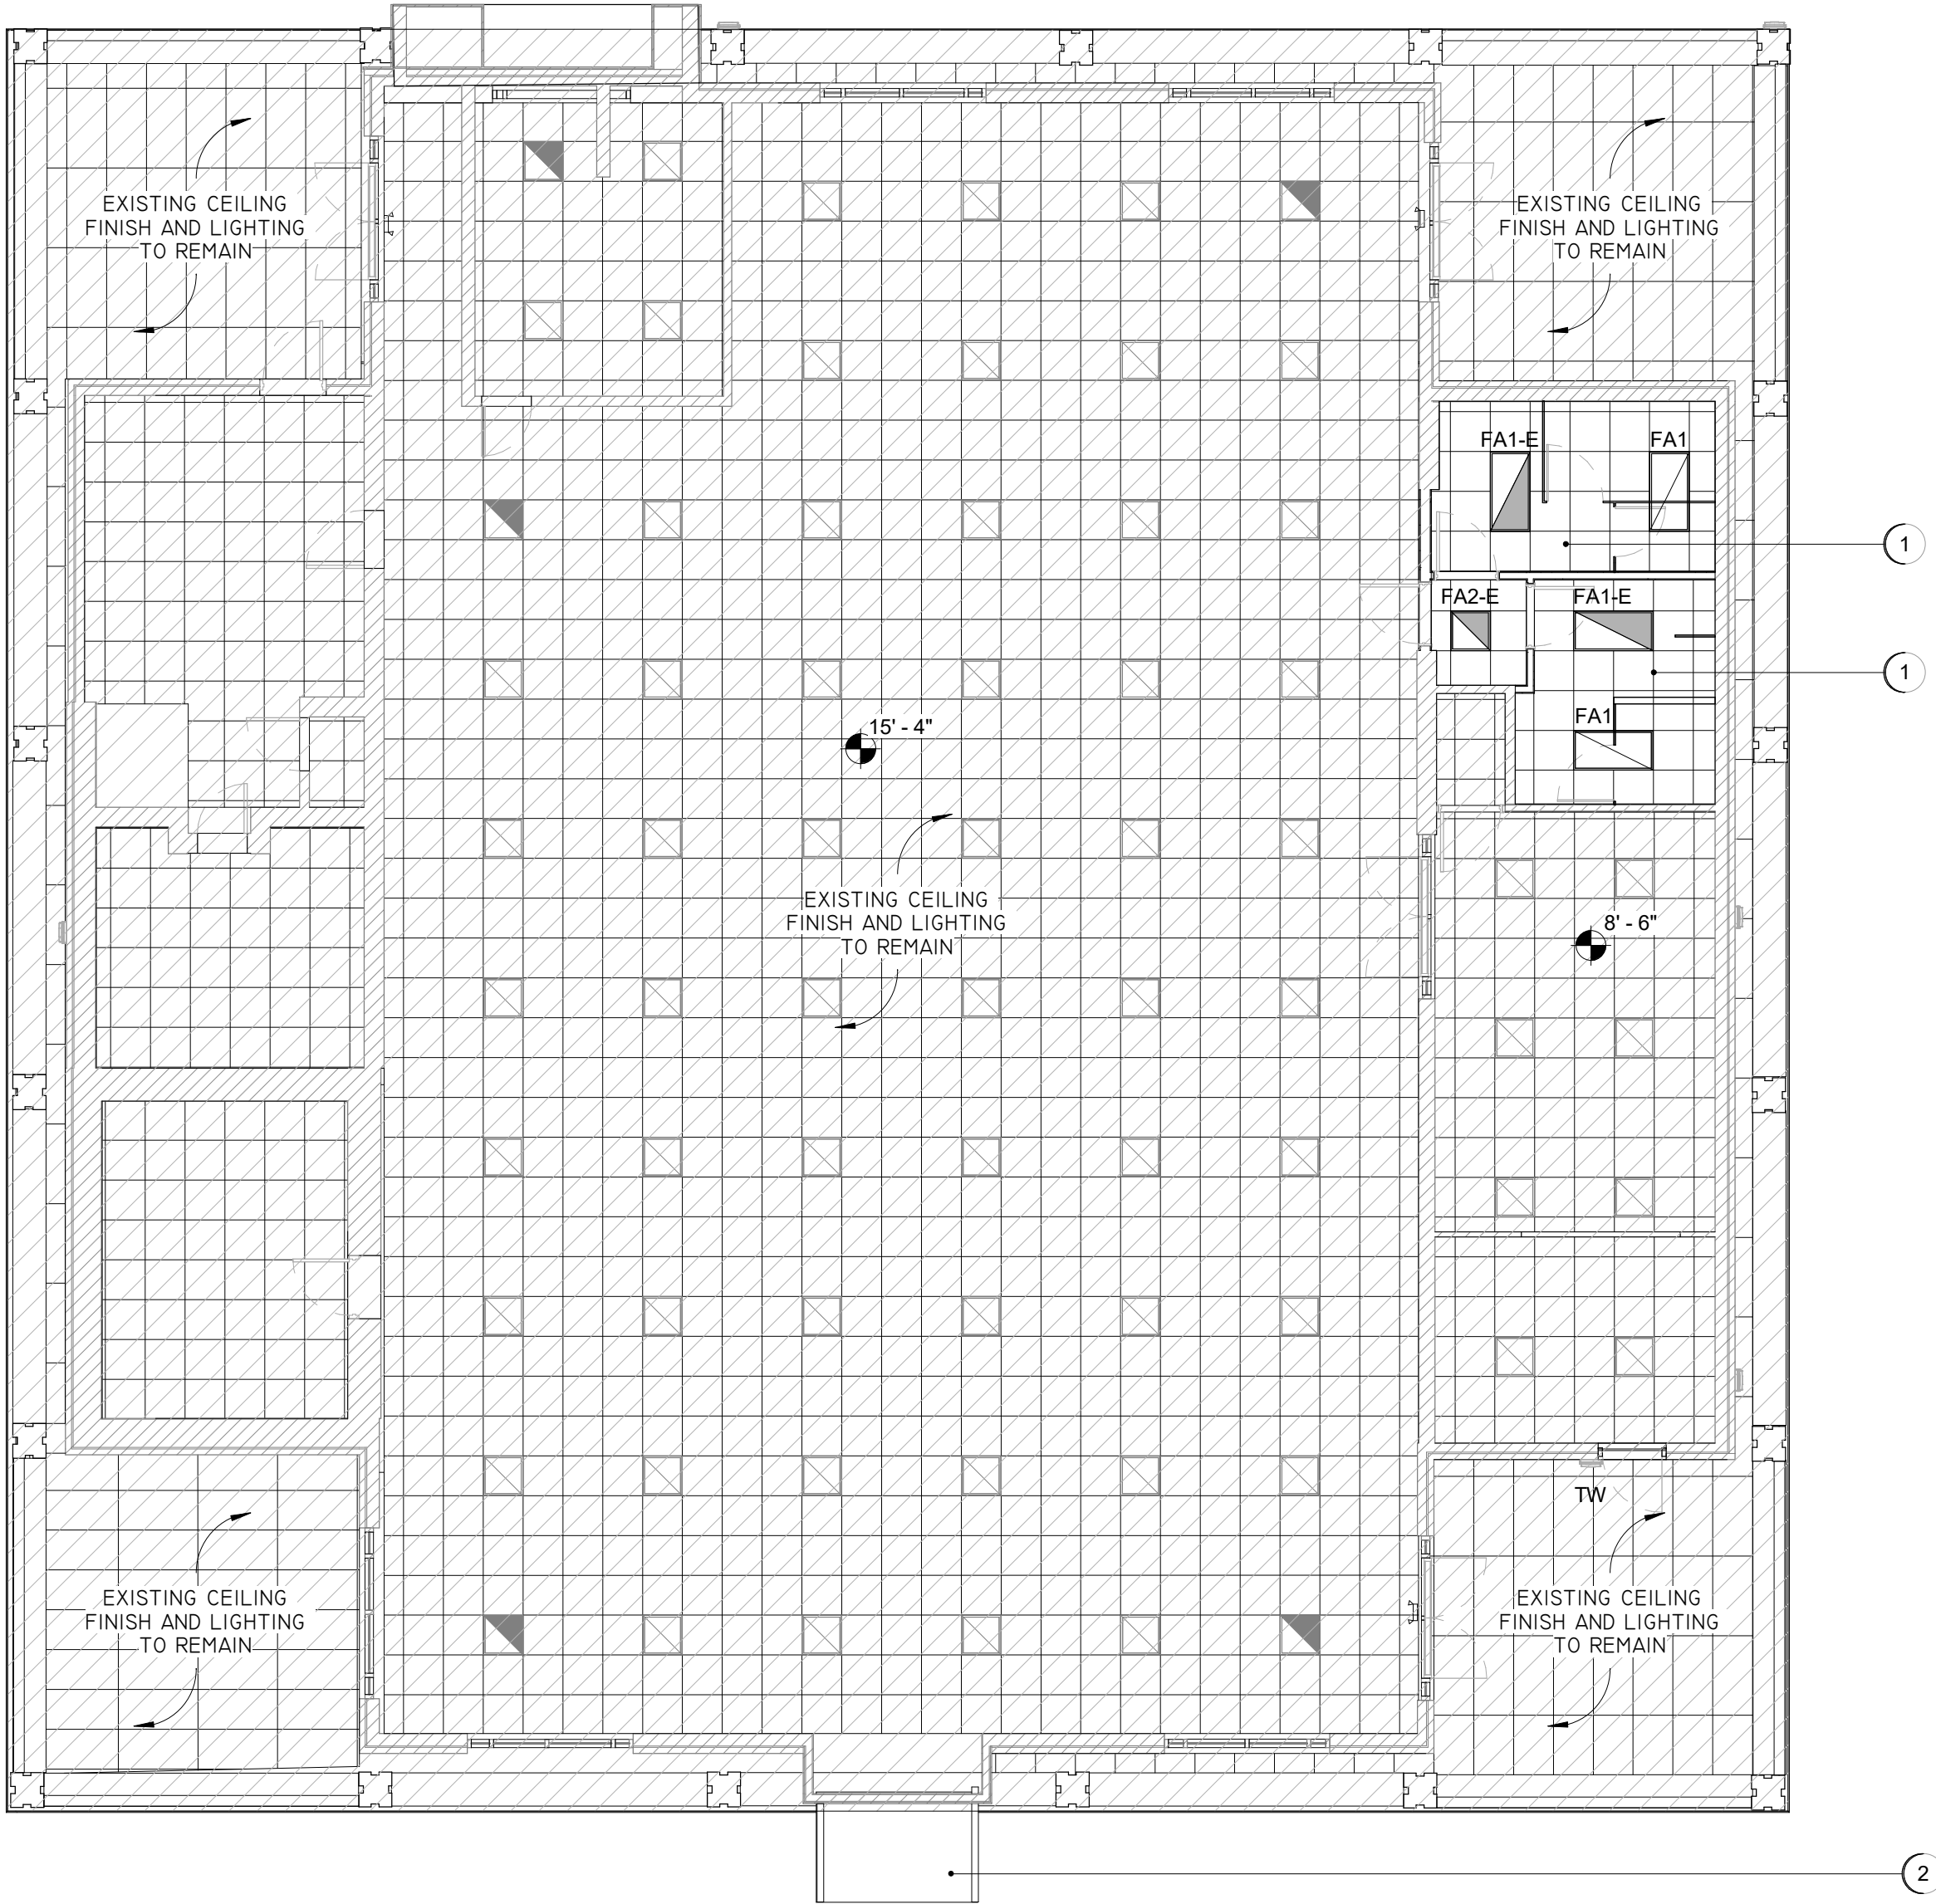 EXISTING CEILING
FINISH AND LIGHTING
TO REMAIN
EXISTING CEILING
FINISH AND LIGHTING
TO REMAIN
FA1-E
FA1
1
FA2-E
FA1-E
1
FA1
15' - 4"
EXISTING CEILING
FINISH AND LIGHTING
TO REMAIN
8' - 6"
TW
EXISTING CEILING
FINISH AND LIGHTING
TO REMAIN
EXISTING CEILING
FINISH AND LIGHTING
TO REMAIN
2